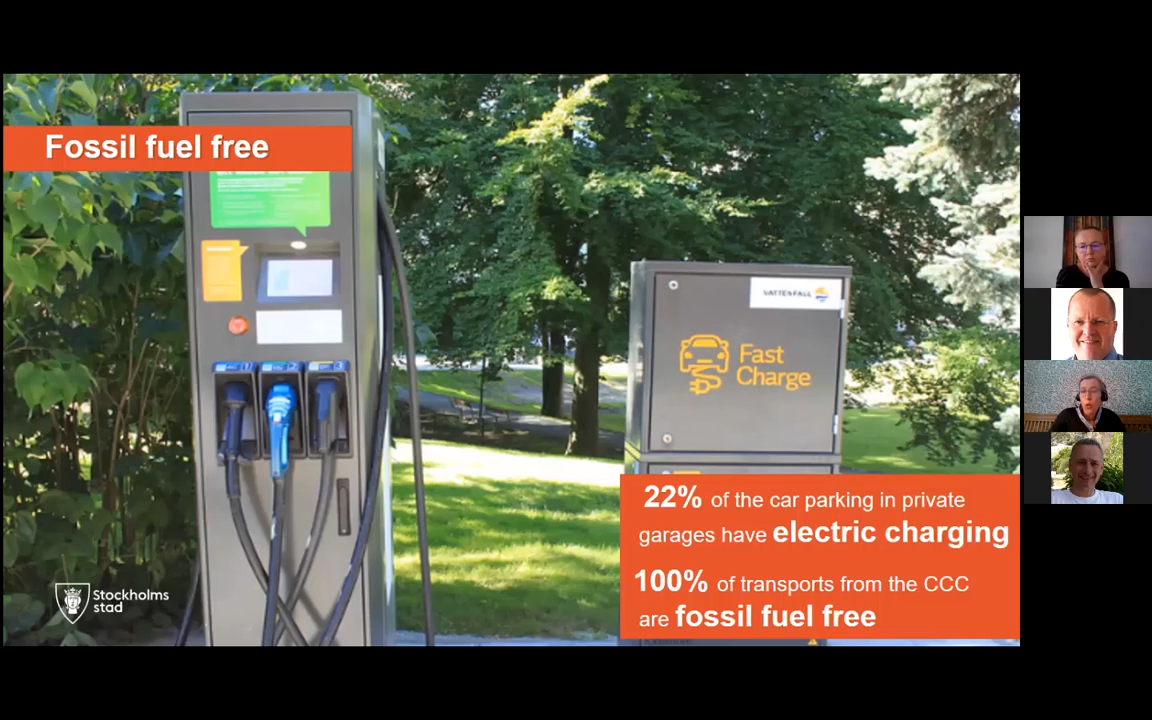 Fossil fuel free
VATTENFALL
Fast
Charge
22% of the car parking in private
garages have electric charging
100% of transports from the CCC
are fossil fuel free
Stockholms
stad